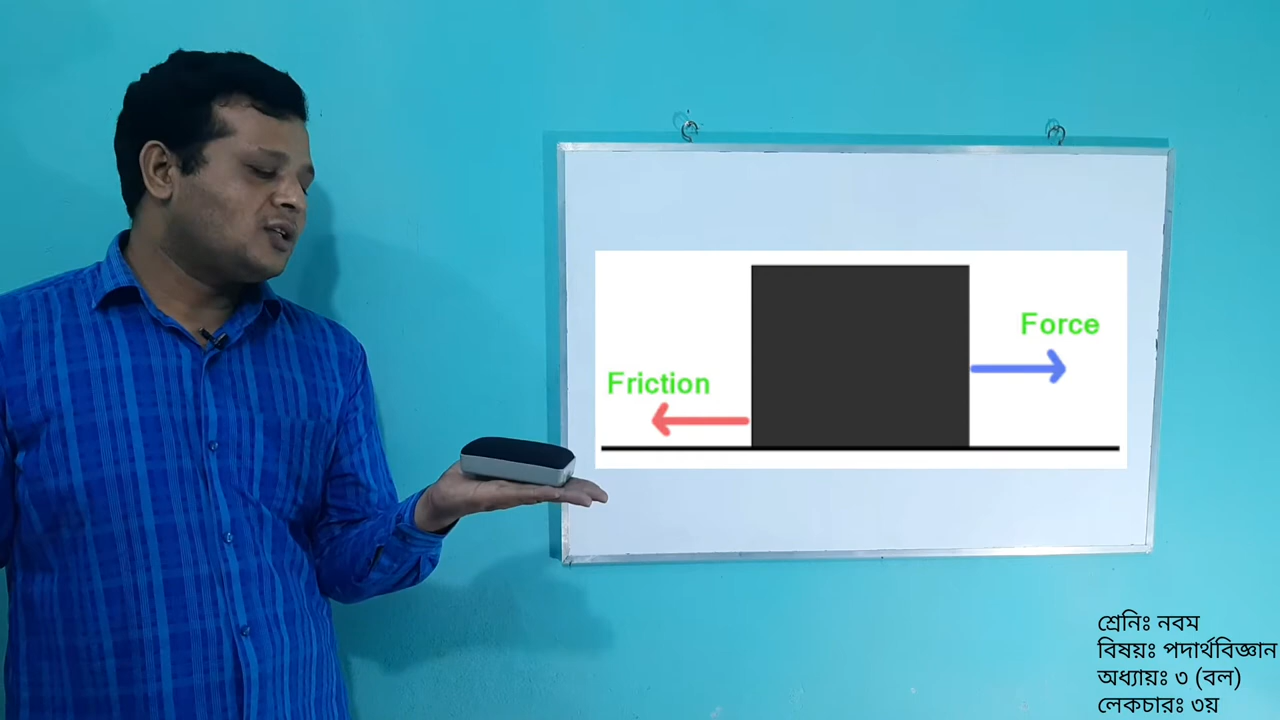 Force
Friction
শ্রেনিঃ নবম
বিষয়ঃ পদার্থবিজ্ঞান
অধ্যায়ঃ ৩ (বল)
লেকচারঃ ৩য়